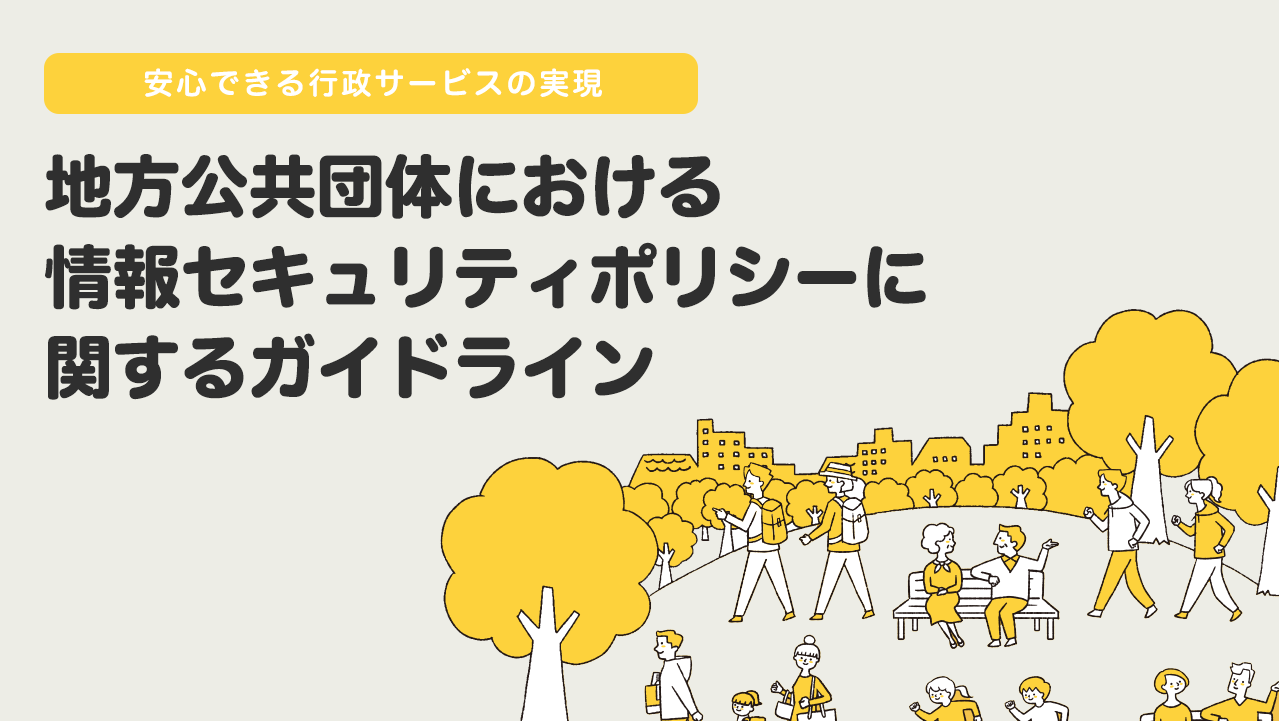 安心できる行政サービスの実現
地方公共団体における
情報セキュリティポリシーに
関するガイドライン